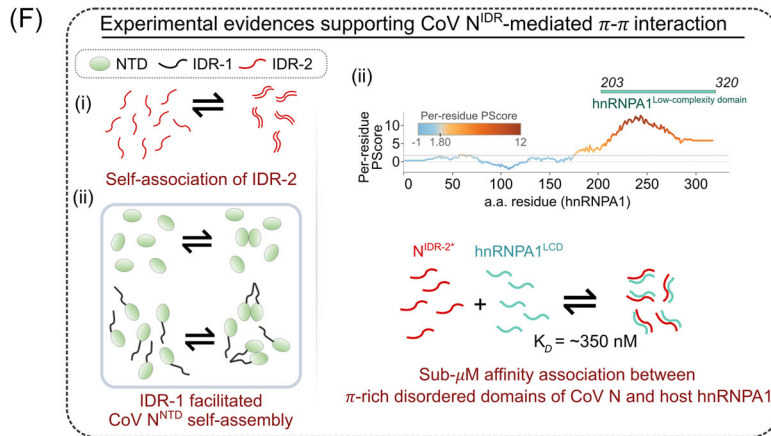 (F)
Experimental evidences supporting CoV N^IDR-mediated π-π interaction
NTD IDR-1 IDR-2
(i)
Self-association of IDR-2
(ii)
IDR-1 facilitated
CoV N^NTD self-assembly
(ii)
203 320
hnRNPA1^Low-complexity domain
Per-residue PScore
-1 1.80 12
Per-residue
PScore
10
5
0
0 50 100 150 200 250 300
a.a. residue (hnRNPA1)
N^IDR-2* hnRNPA1^LCD
+
K_D = ~350 nM
Sub-μM affinity association between
π-rich disordered domains of CoV N and host hnRNPA1